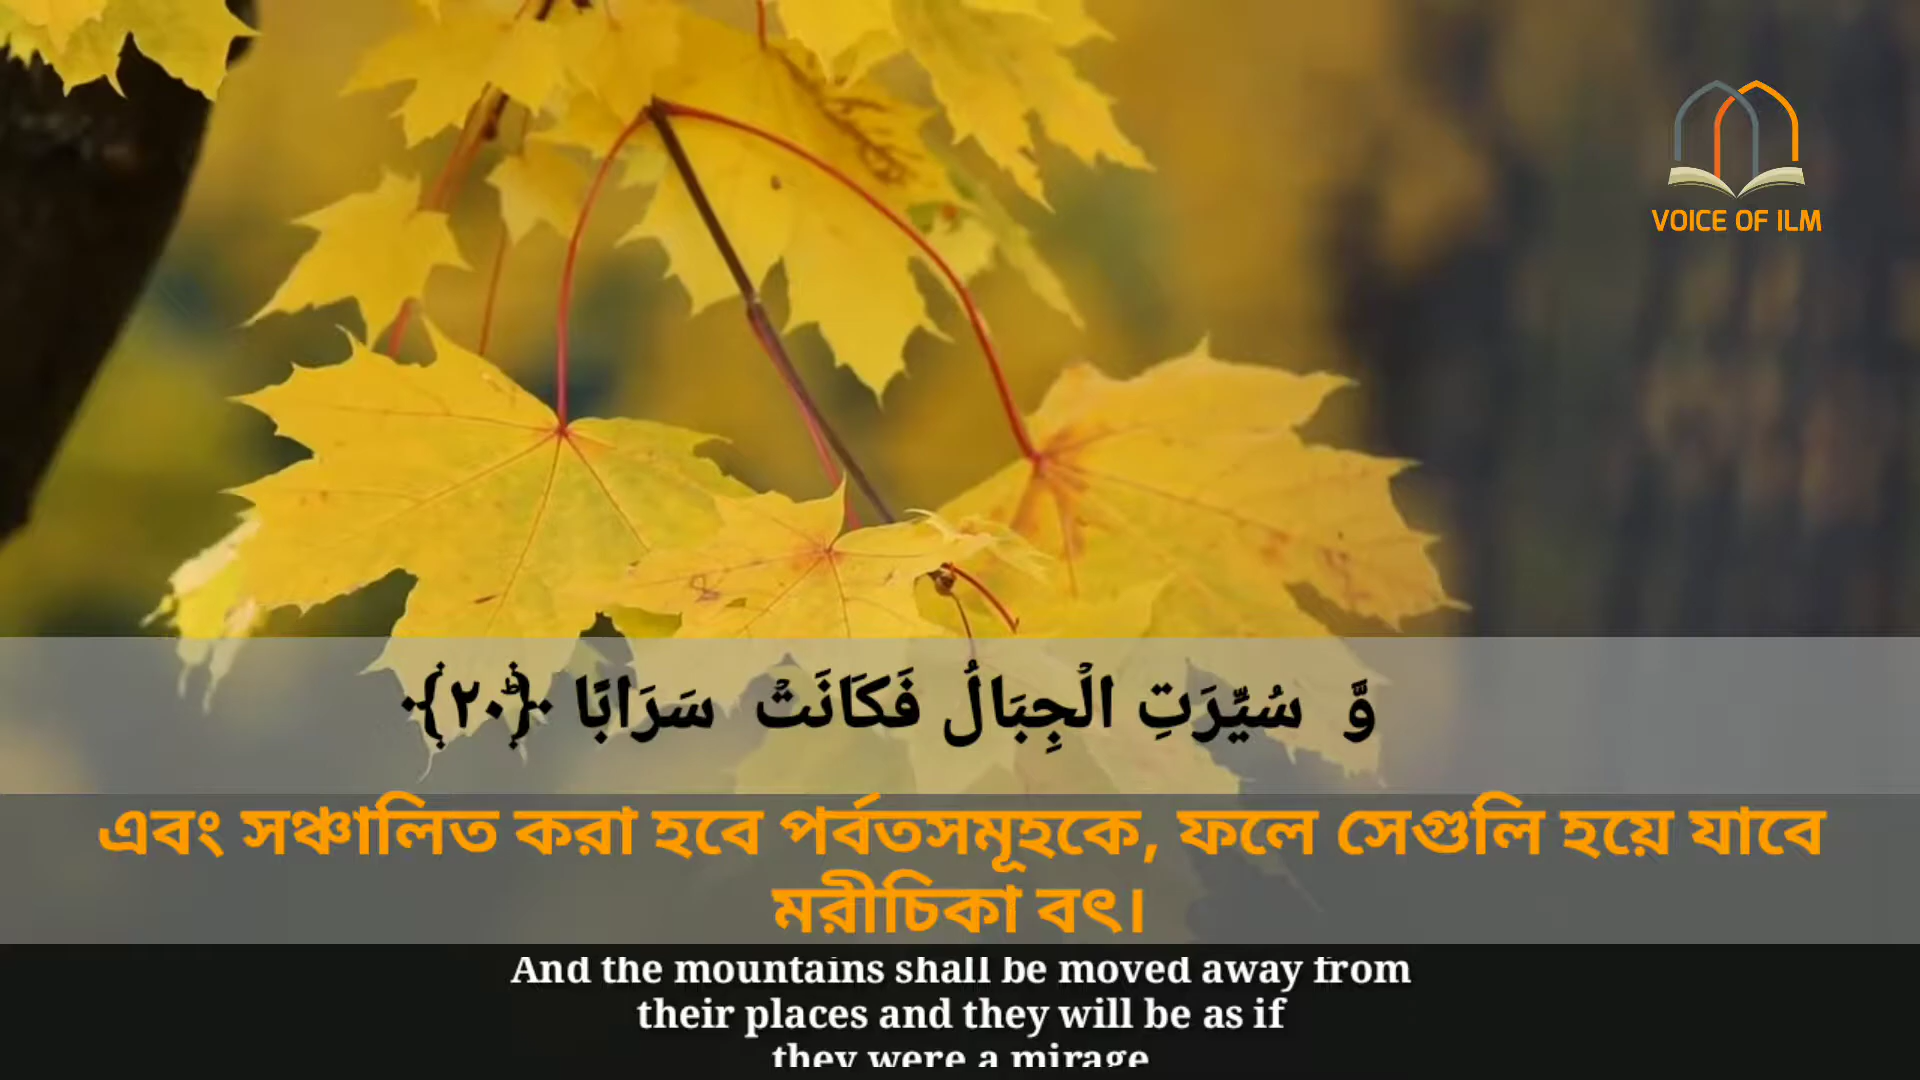 VOICE OF ILM
وَّ سُيِّرَتِ الْجِبَالُ فَكَانَتْ سَرَابًا ﴿٢٠﴾ؕ
এবং সঞ্চালিত করা হবে পর্বতসমূহকে, ফলে সেগুলি হয়ে যাবে
মরীচিকা বৎ।
And the mountains shall be moved away from
their places and they will be as if
they were a mirage